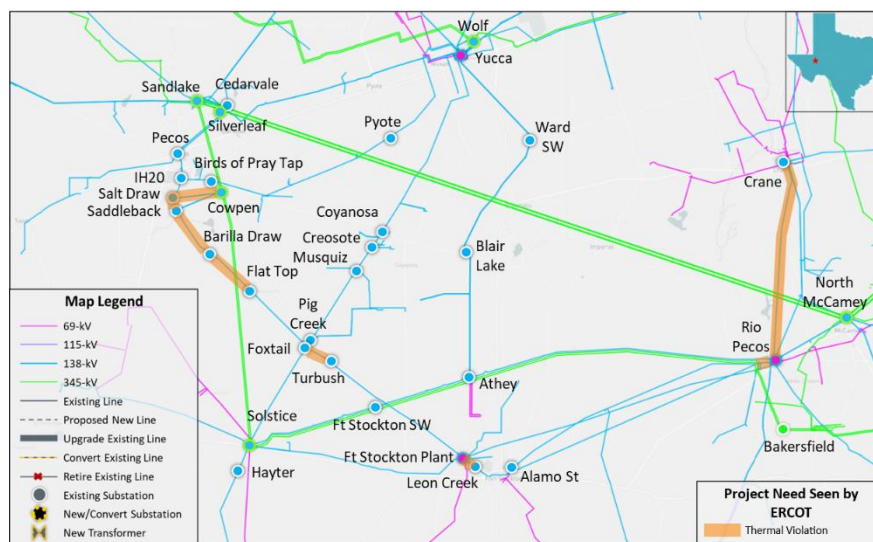 Wolf
Yucca
Sandlake
Cedarvale
Silverleaf
Pyote
Pyote
Ward
SW
Pecos
Birds of Pray Tap
IH20
Salt Draw
Saddleback
Cowpen
Crane
Coyanosa
Creosote
Musquiz
Barilla Draw
Flat Top
Blair
Lake
North
McCamey
Pig
Creek
Foxtail
Turbush
Rio
Pecos
Athey
Solstice
Ft Stockton SW
Hayter
Ft Stockton Plant
Leon Creek
Alamo St
Bakersfield
Map Legend
69-kV
115-kV
138-kV
345-kV
Existing Line
Proposed New Line
Upgrade Existing Line
Convert Existing Line
Retire Existing Line
Existing Substation
New/Convert Substation
New Transformer
Project Need Seen by
ERCOT
Thermal Violation